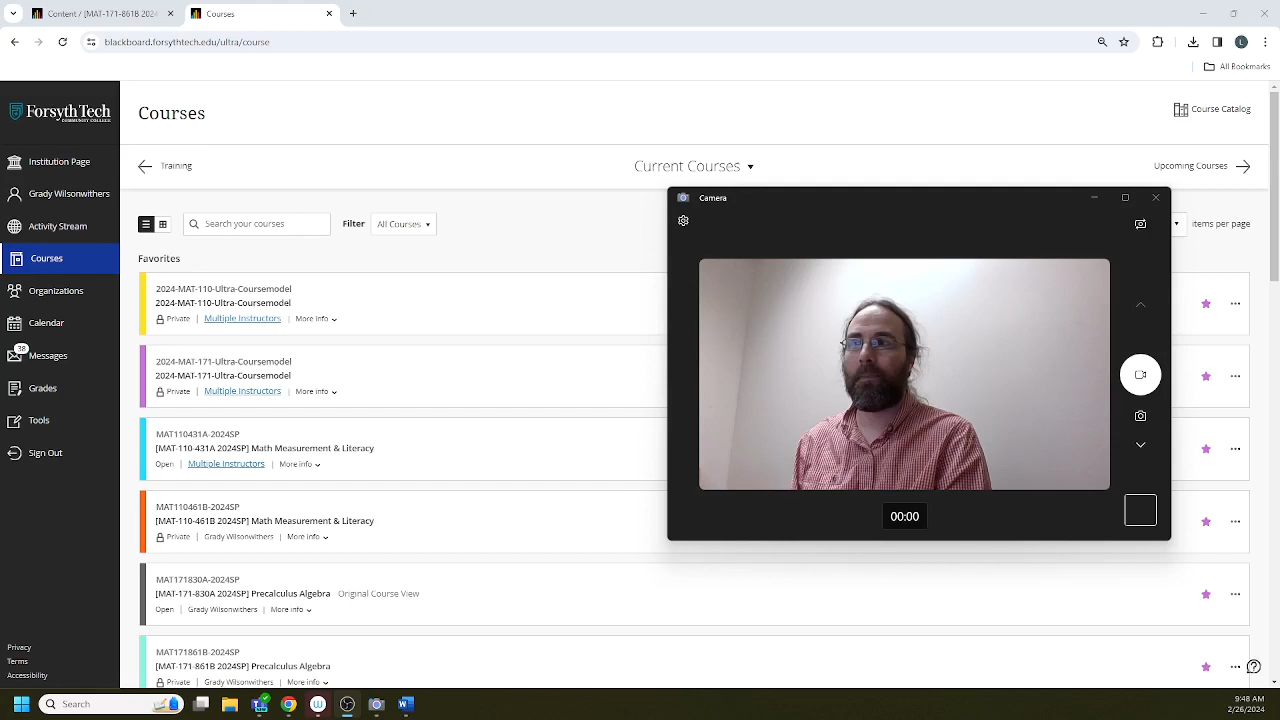 Content / [MAT-171-861B 2024
Courses
blackboard.forsythtech.edu/ultra/course
L
All Bookmarks
Forsyth Tech
COMMUNITY COLLEGE
Institution Page
Grady Wilsonwithers
Activity Stream
Courses
Organizations
Calendar
38
Messages
Grades
Tools
Sign Out
Privacy
Terms
Accessibility
Courses
Course Catalog
Training
Current Courses
Upcoming Courses
Search your courses
Filter
All Courses
items per page
Favorites
2024-MAT-110-Ultra-Coursemodel
2024-MAT-110-Ultra-Coursemodel
Private | Multiple Instructors | More info
2024-MAT-171-Ultra-Coursemodel
2024-MAT-171-Ultra-Coursemodel
Private | Multiple Instructors | More info
MAT110431A-2024SP
[MAT-110-431A 2024SP] Math Measurement & Literacy
Open | Multiple Instructors | More info
MAT110461B-2024SP
[MAT-110-461B 2024SP] Math Measurement & Literacy
Private | Grady Wilsonwithers | More info
MAT171830A-2024SP
[MAT-171-830A 2024SP] Precalculus Algebra Original Course View
Open | Grady Wilsonwithers | More info
MAT171861B-2024SP
[MAT-171-861B 2024SP] Precalculus Algebra
Private | Grady Wilsonwithers | More info
Camera
00:00
Search
9:48 AM
2/26/2024